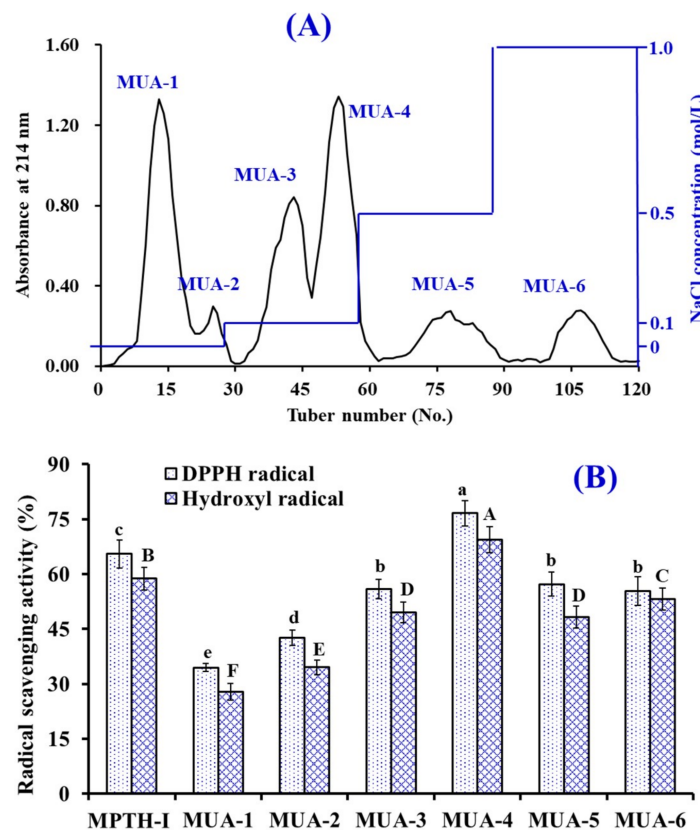 (A)
1.60
1.20
0.80
0.40
0.00
Absorbance at 214 nm
MUA-1
MUA-2
MUA-3
MUA-4
MUA-5
MUA-6
1.0
0.5
0.1
0
NaCl concentration (mol/L)
0 15 30 45 60 75 90 105 120
Tuber number (No.)
(B)
DPPH radical
Hydroxyl radical
90
75
60
45
30
15
0
Radical scavenging activity (%)
c B e F d E b D a A b D b C
MPTH-I MUA-1 MUA-2 MUA-3 MUA-4 MUA-5 MUA-6